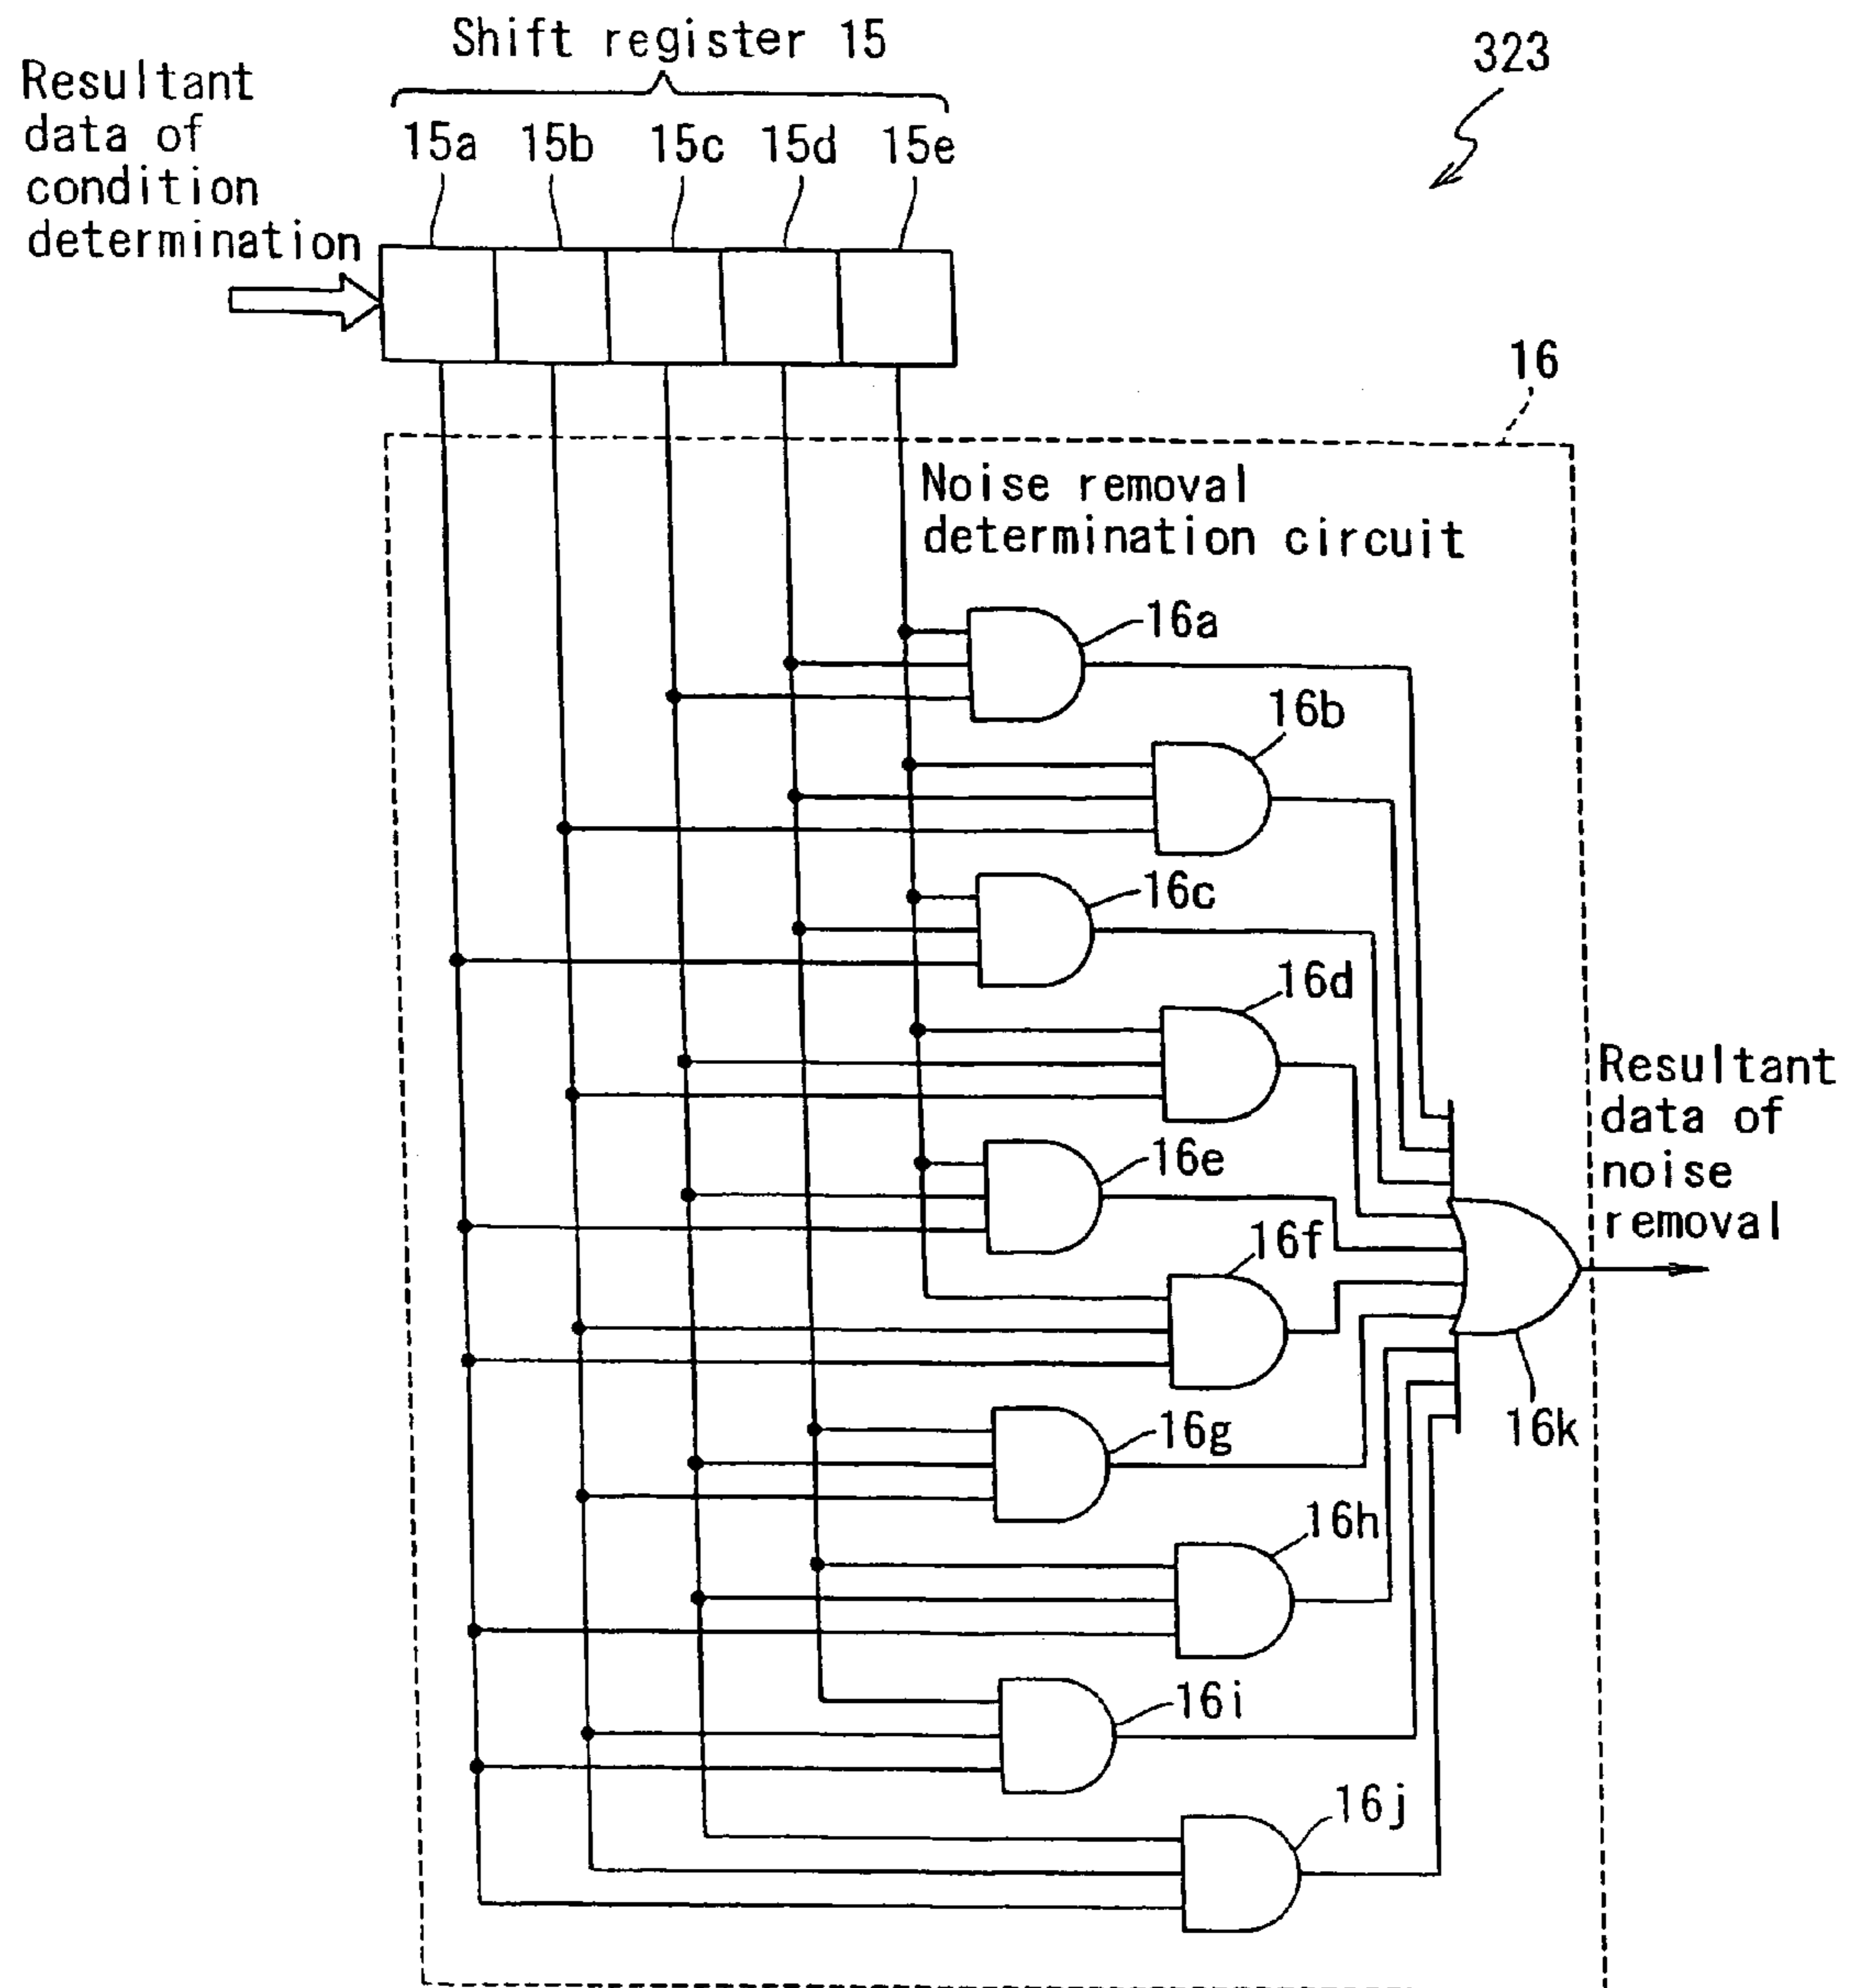 Shift register 15
323
Resultant
data of
condition
determination
15a 15b 15c 15d 15e
16
Noise removal
determination circuit
16a
16b
16c
16d
16e
16f
16g
16h
16i
16j
16k
Resultant
data of
noise
removal